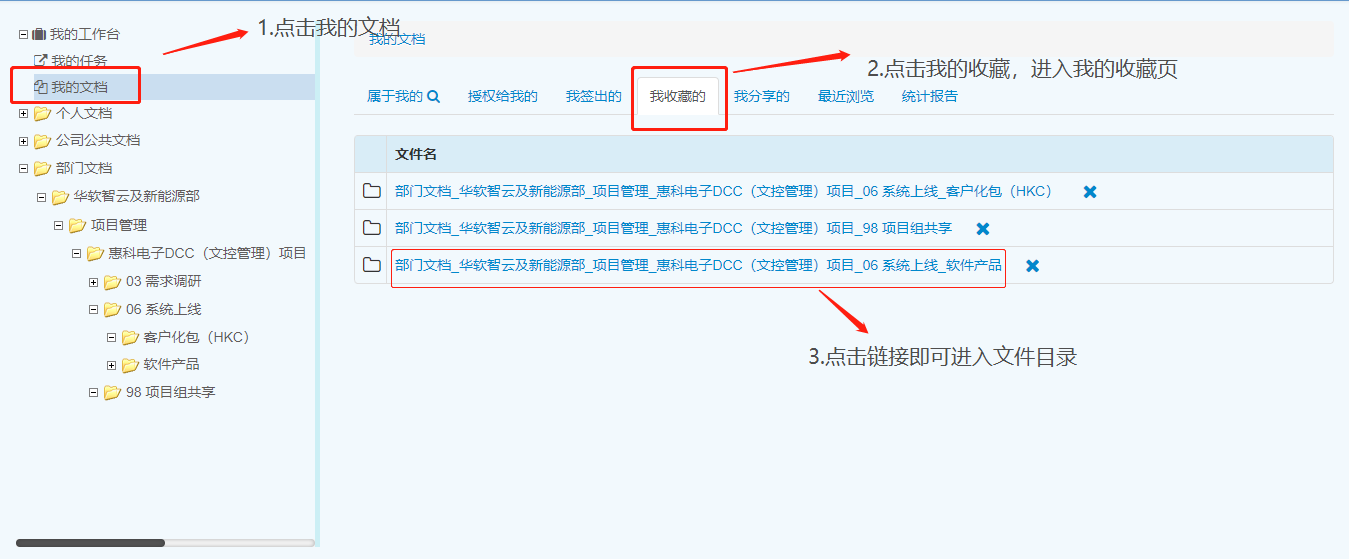 1.点击我的文档
我的工作台
我的任务
我的文档
个人文档
公司公共文档
部门文档
华软智云及新能源部
项目管理
惠科电子DCC（文控管理）项目
03 需求调研
06 系统上线
客户化包（HKC）
软件产品
98 项目组共享
我的文档
2.点击我的收藏，进入我的收藏页
属于我的 授权给我的 我签出的 我收藏的 我分享的 最近浏览 统计报告
文件名
部门文档_华软智云及新能源部_项目管理_惠科电子DCC（文控管理）项目_06 系统上线_客户化包（HKC）
部门文档_华软智云及新能源部_项目管理_惠科电子DCC（文控管理）项目_98 项目组共享
部门文档_华软智云及新能源部_项目管理_惠科电子DCC（文控管理）项目_06 系统上线_软件产品
3.点击链接即可进入文件目录